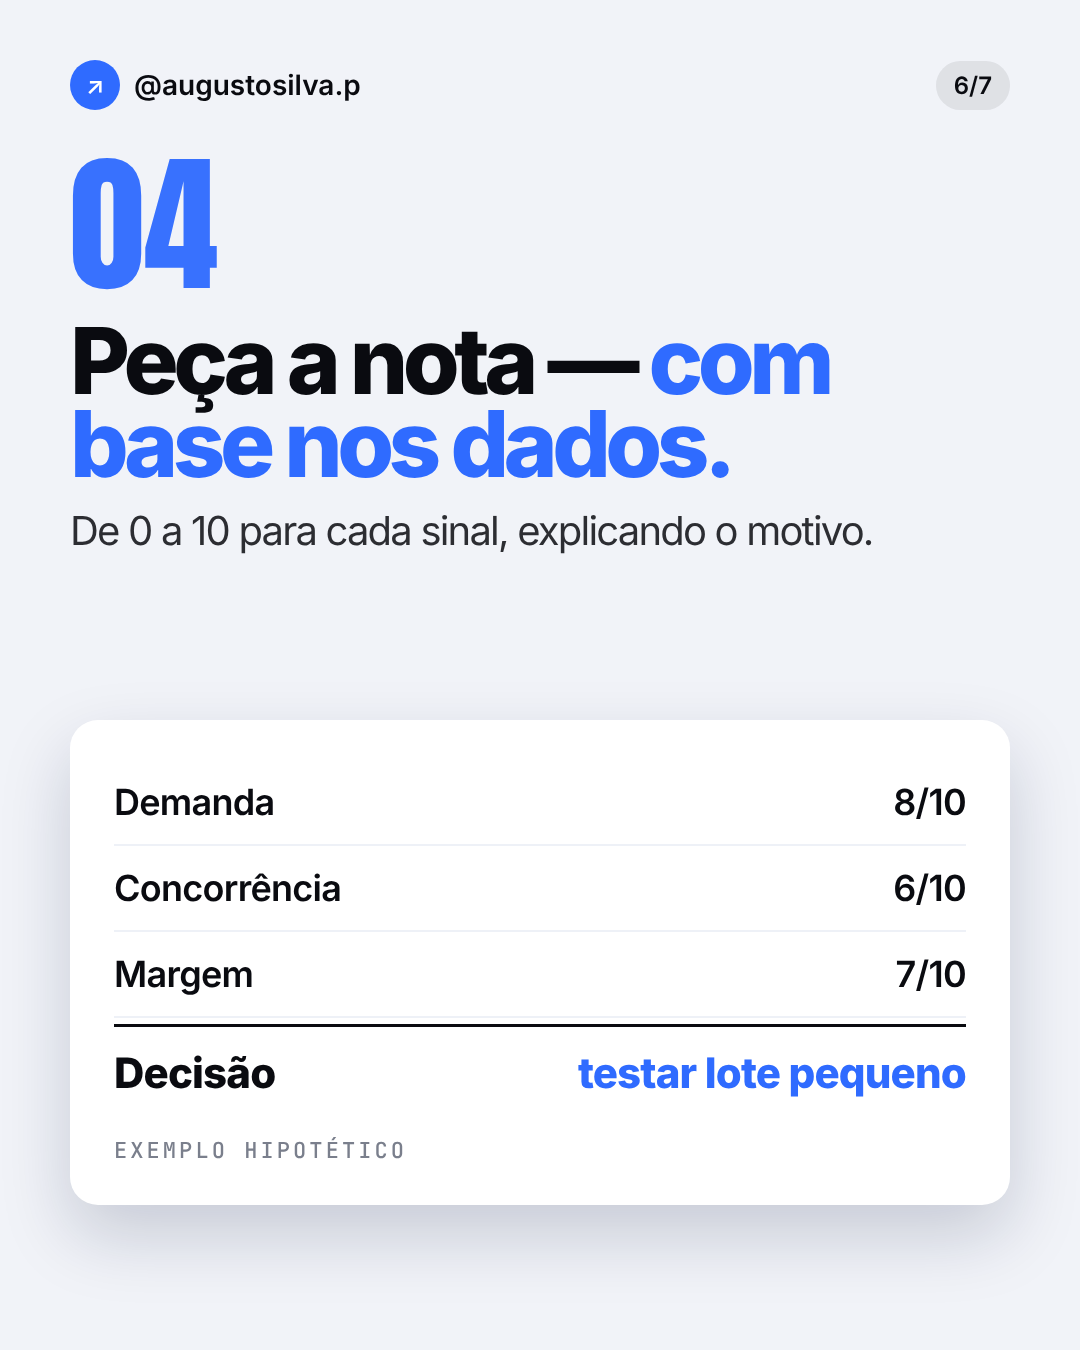 @augustosilva.p
6/7
04
Peça a nota — com
base nos dados.
De 0 a 10 para cada sinal, explicando o motivo.
Demanda 8/10
Concorrência 6/10
Margem 7/10
Decisão testar lote pequeno
EXEMPLO HIPOTÉTICO